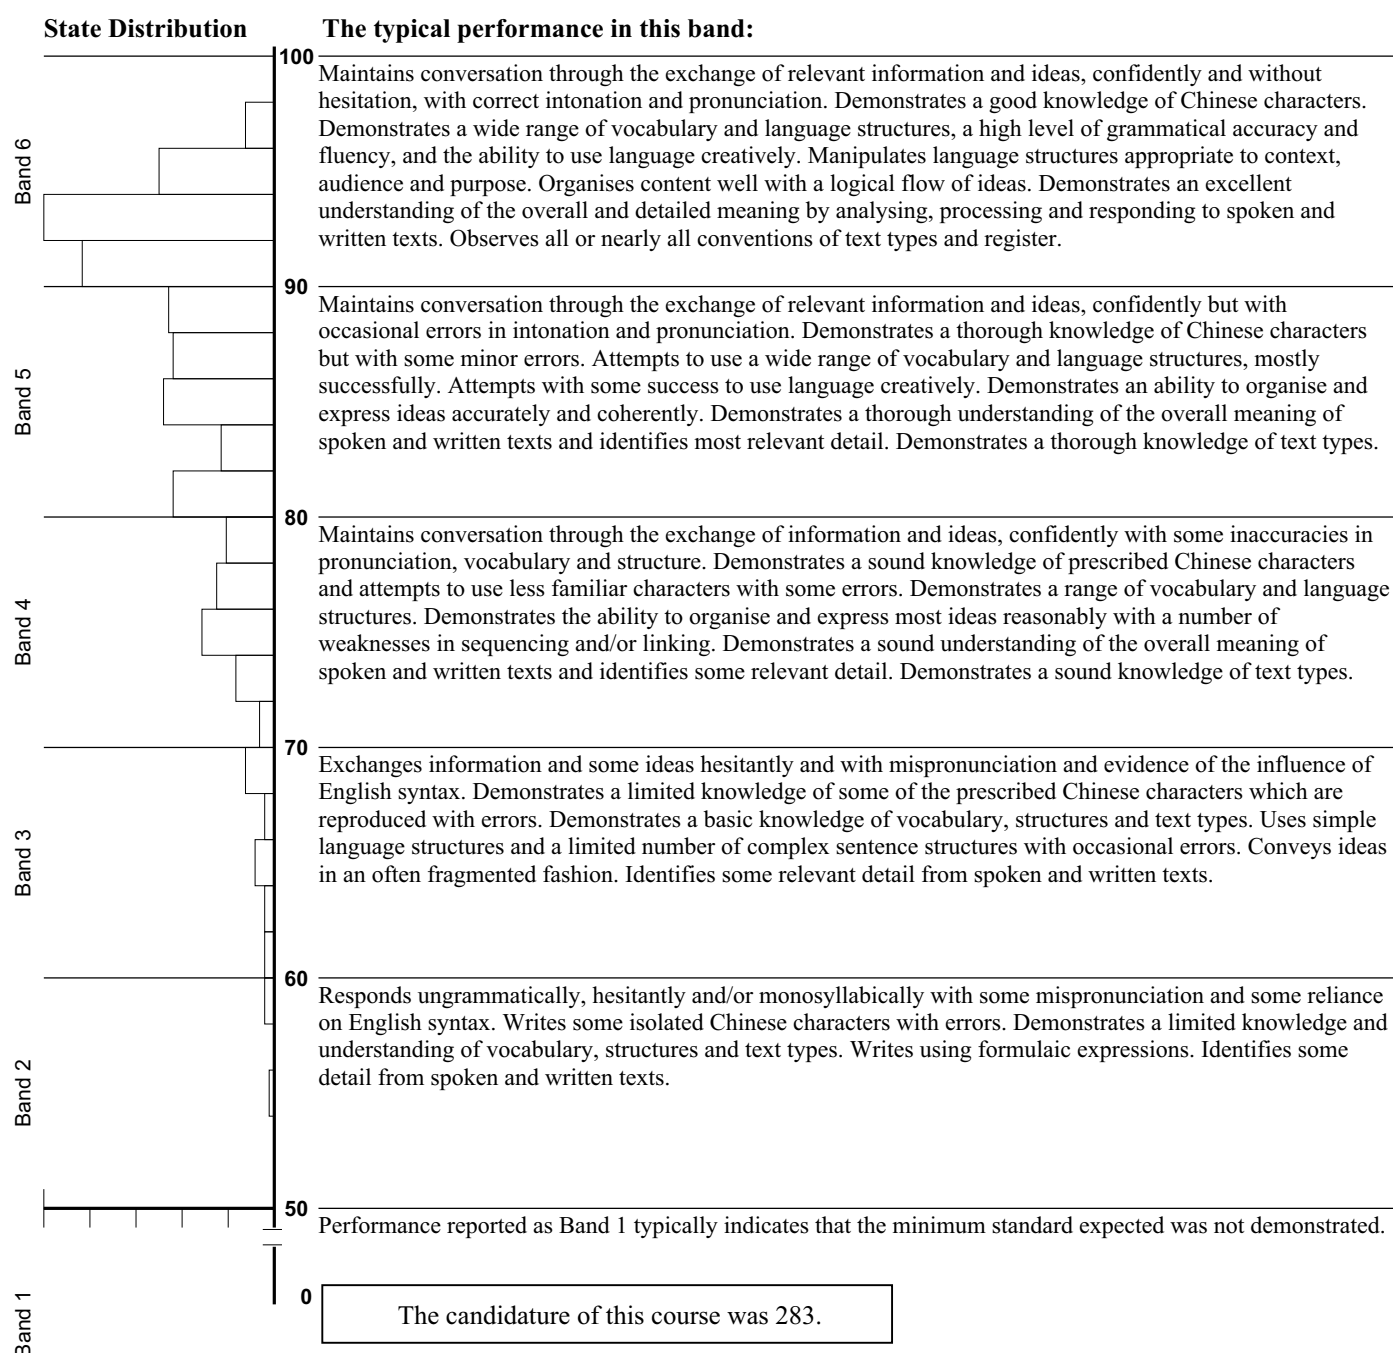 State Distribution
The typical performance in this band:
100
Maintains conversation through the exchange of relevant information and ideas, confidently and without
hesitation, with correct intonation and pronunciation. Demonstrates a good knowledge of Chinese characters.
Demonstrates a wide range of vocabulary and language structures, a high level of grammatical accuracy and
fluency, and the ability to use language creatively. Manipulates language structures appropriate to context,
audience and purpose. Organises content well with a logical flow of ideas. Demonstrates an excellent
understanding of the overall and detailed meaning by analysing, processing and responding to spoken and
written texts. Observes all or nearly all conventions of text types and register.
Band 6
90
Maintains conversation through the exchange of relevant information and ideas, confidently but with
occasional errors in intonation and pronunciation. Demonstrates a thorough knowledge of Chinese characters
but with some minor errors. Attempts to use a wide range of vocabulary and language structures, mostly
successfully. Attempts with some success to use language creatively. Demonstrates an ability to organise and
express ideas accurately and coherently. Demonstrates a thorough understanding of the overall meaning of
spoken and written texts and identifies most relevant detail. Demonstrates a thorough knowledge of text types.
Band 5
80
Maintains conversation through the exchange of information and ideas, confidently with some inaccuracies in
pronunciation, vocabulary and structure. Demonstrates a sound knowledge of prescribed Chinese characters
and attempts to use less familiar characters with some errors. Demonstrates a range of vocabulary and language
structures. Demonstrates the ability to organise and express most ideas reasonably with a number of
weaknesses in sequencing and/or linking. Demonstrates a sound understanding of the overall meaning of
spoken and written texts and identifies some relevant detail. Demonstrates a sound knowledge of text types.
Band 4
70
Exchanges information and some ideas hesitantly and with mispronunciation and evidence of the influence of
English syntax. Demonstrates a limited knowledge of some of the prescribed Chinese characters which are
reproduced with errors. Demonstrates a basic knowledge of vocabulary, structures and text types. Uses simple
language structures and a limited number of complex sentence structures with occasional errors. Conveys ideas
in an often fragmented fashion. Identifies some relevant detail from spoken and written texts.
Band 3
60
Responds ungrammatically, hesitantly and/or monosyllabically with some mispronunciation and some reliance
on English syntax. Writes some isolated Chinese characters with errors. Demonstrates a limited knowledge and
understanding of vocabulary, structures and text types. Writes using formulaic expressions. Identifies some
detail from spoken and written texts.
Band 2
50
Performance reported as Band 1 typically indicates that the minimum standard expected was not demonstrated.
0
Band 1
The candidature of this course was 283.